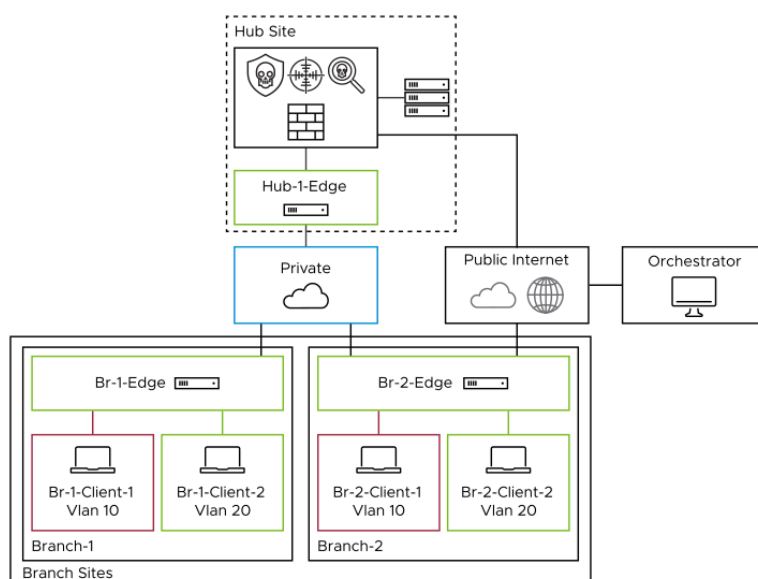 Hub Site
Hub-1-Edge
Private
Public Internet
Orchestrator
Br-1-Edge
Br-2-Edge
Br-1-Client-1
Vlan 10
Br-1-Client-2
Vlan 20
Br-2-Client-1
Vlan 10
Br-2-Client-2
Vlan 20
Branch-1
Branch-2
Branch Sites